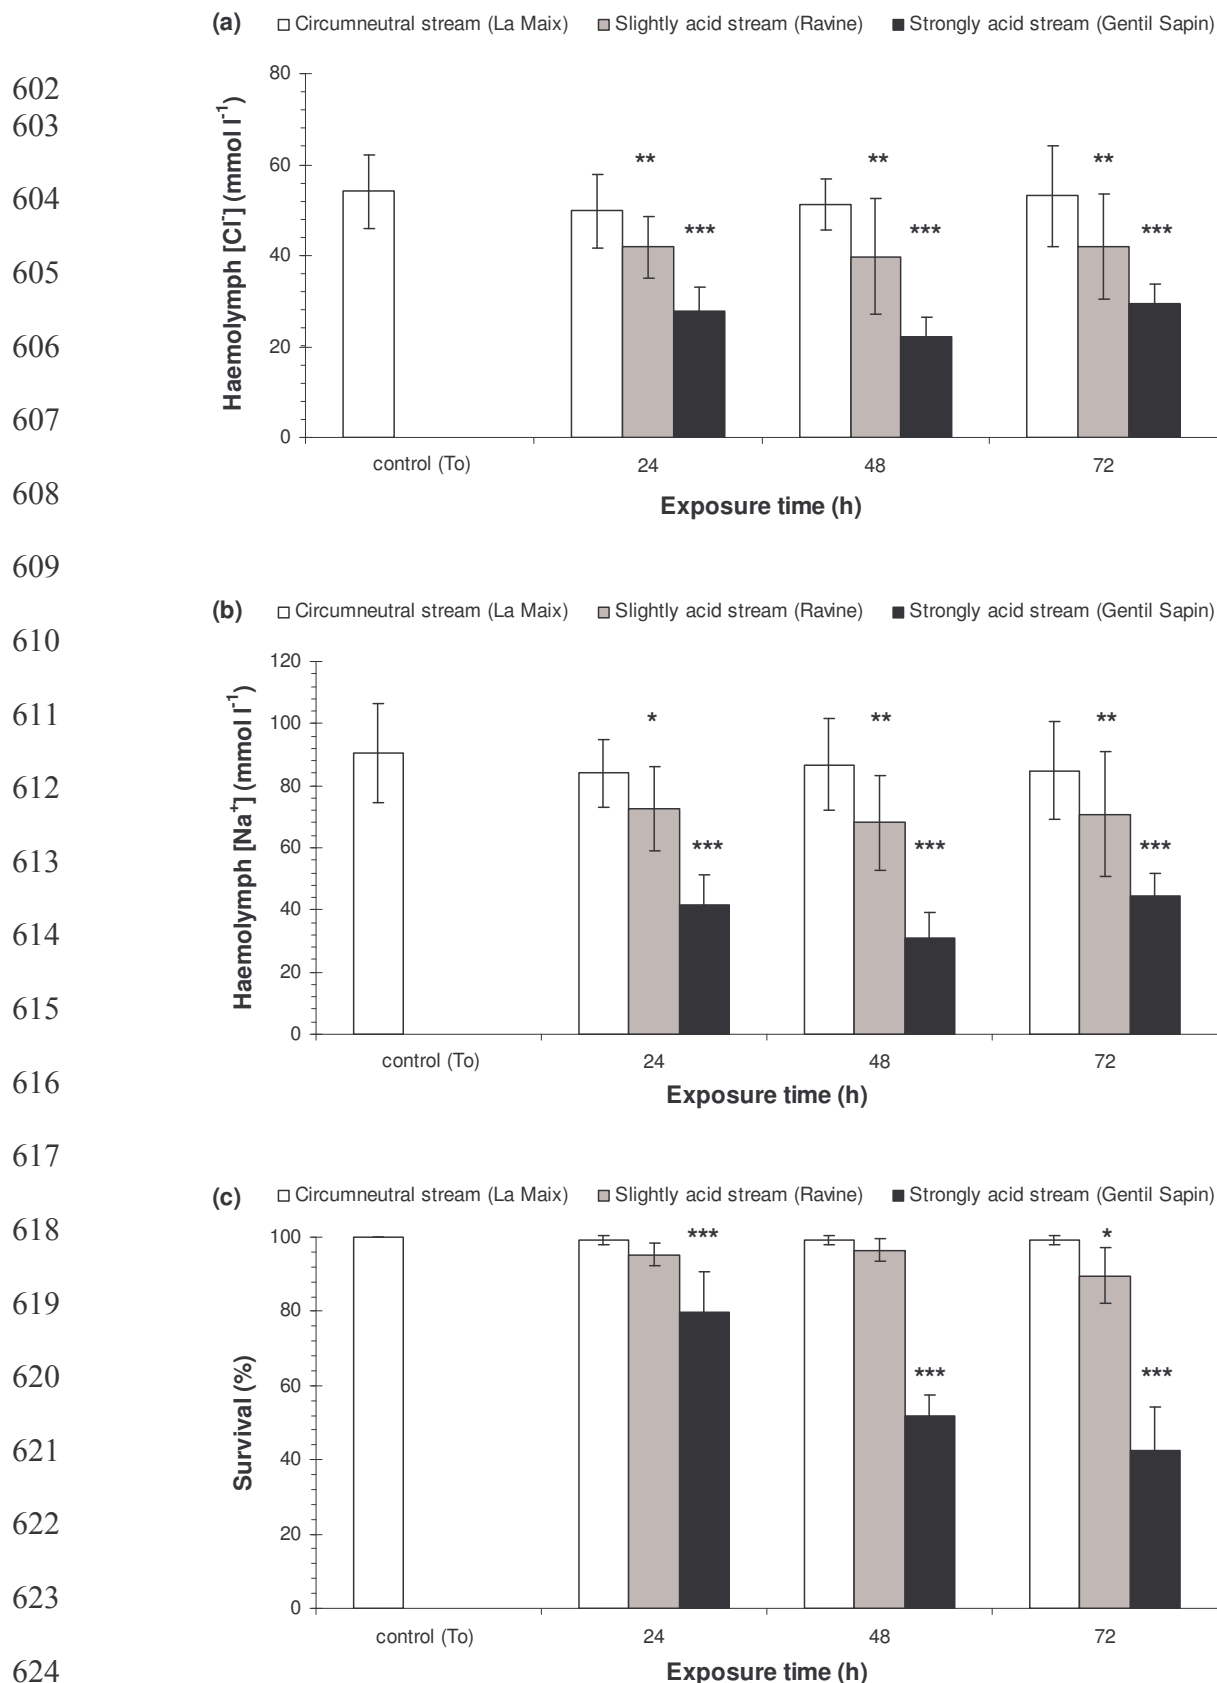 (a) Circumneutral stream (La Maix) Slightly acid stream (Ravine) Strongly acid stream (Gentil Sapin)
602
603
604
605
606
607
608
609
610
611
612
613
614
615
616
617
618
619
620
621
622
623
624
Haemolymph [Cl-] (mmol l-1)
80
60
40
20
0
** ** **
*** *** ***
control (To) 24 48 72
Exposure time (h)
(b) Circumneutral stream (La Maix) Slightly acid stream (Ravine) Strongly acid stream (Gentil Sapin)
Haemolymph [Na+] (mmol l-1)
120
100
80
60
40
20
0
* ** **
*** *** ***
control (To) 24 48 72
Exposure time (h)
(c) Circumneutral stream (La Maix) Slightly acid stream (Ravine) Strongly acid stream (Gentil Sapin)
Survival (%)
100
80
60
40
20
0
*** *
*** ***
control (To) 24 48 72
Exposure time (h)